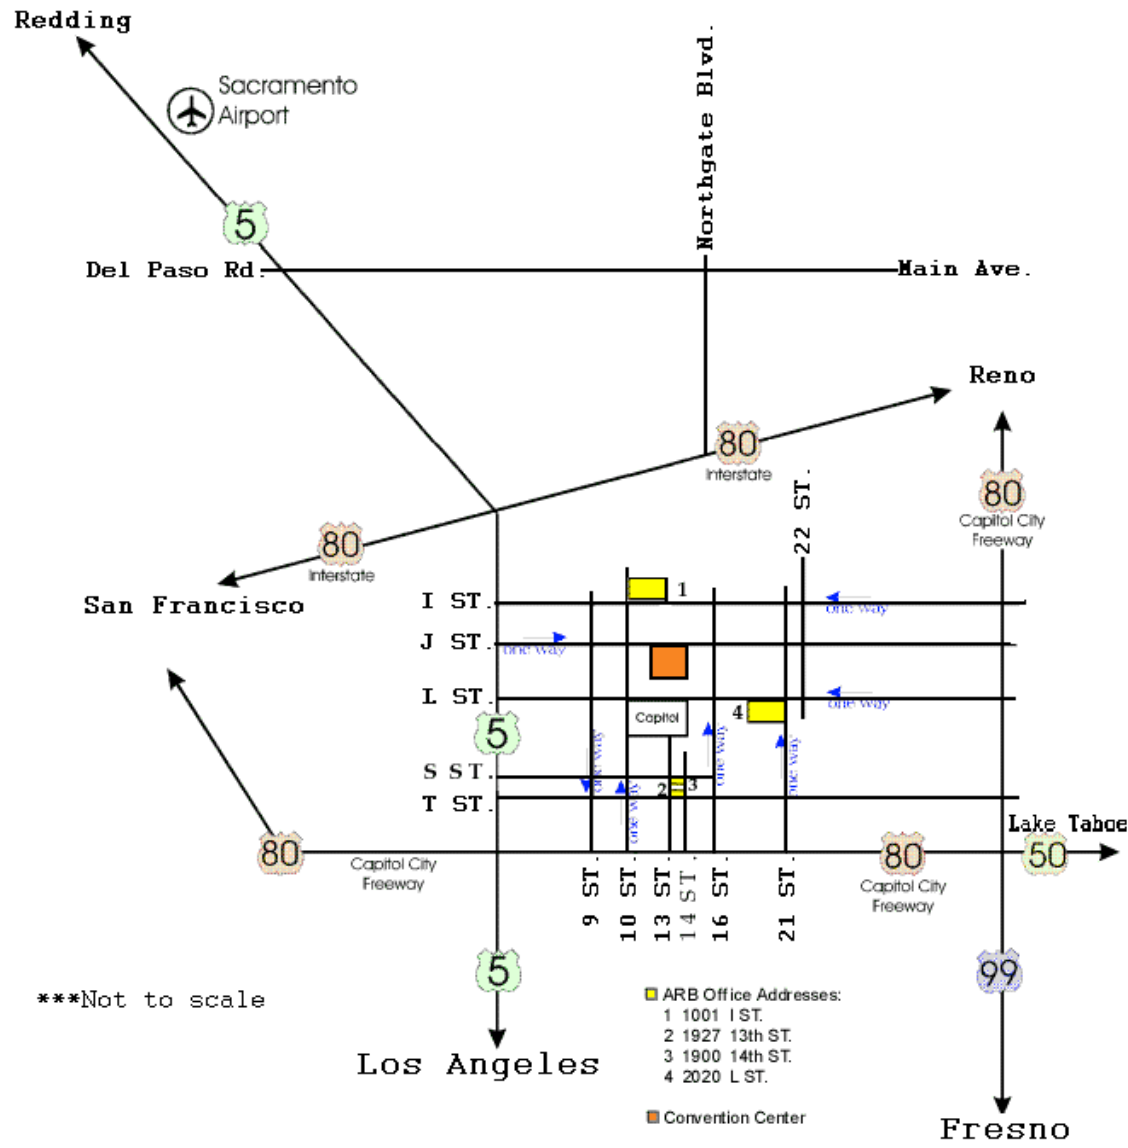 Redding
Sacramento
Airport
Northgate Blvd.
5
Del Paso Rd.
Main Ave.
Reno
80
Interstate
80
Capitol City
Freeway
22 ST.
80
Interstate
San Francisco
1
I ST.
one way
J ST.
one way
L ST.
one way
Capitol
4
5
one way
one way
one way
S ST.
2
3
T ST.
one way
Lake Tahoe
80
Capitol City
Freeway
80
Capitol City
Freeway
50
9 ST.
10 ST.
13 ST.
14 ST.
16 ST.
21 ST.
5
99
***Not to scale
ARB Office Addresses:
1 1001 I ST.
2 1927 13th ST.
3 1900 14th ST.
4 2020 L ST.
Los Angeles
Convention Center
Fresno